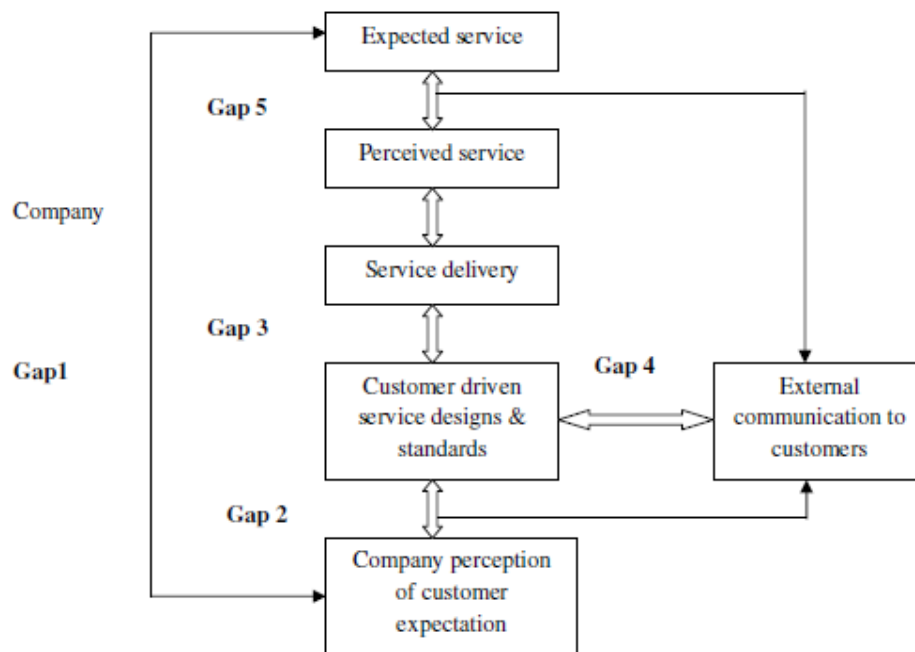 Expected service
Gap 5
Perceived service
Company
Service delivery
Gap 3
Gap1
Gap 4
Customer driven
service designs &
standards
External
communication to
customers
Gap 2
Company perception
of customer
expectation